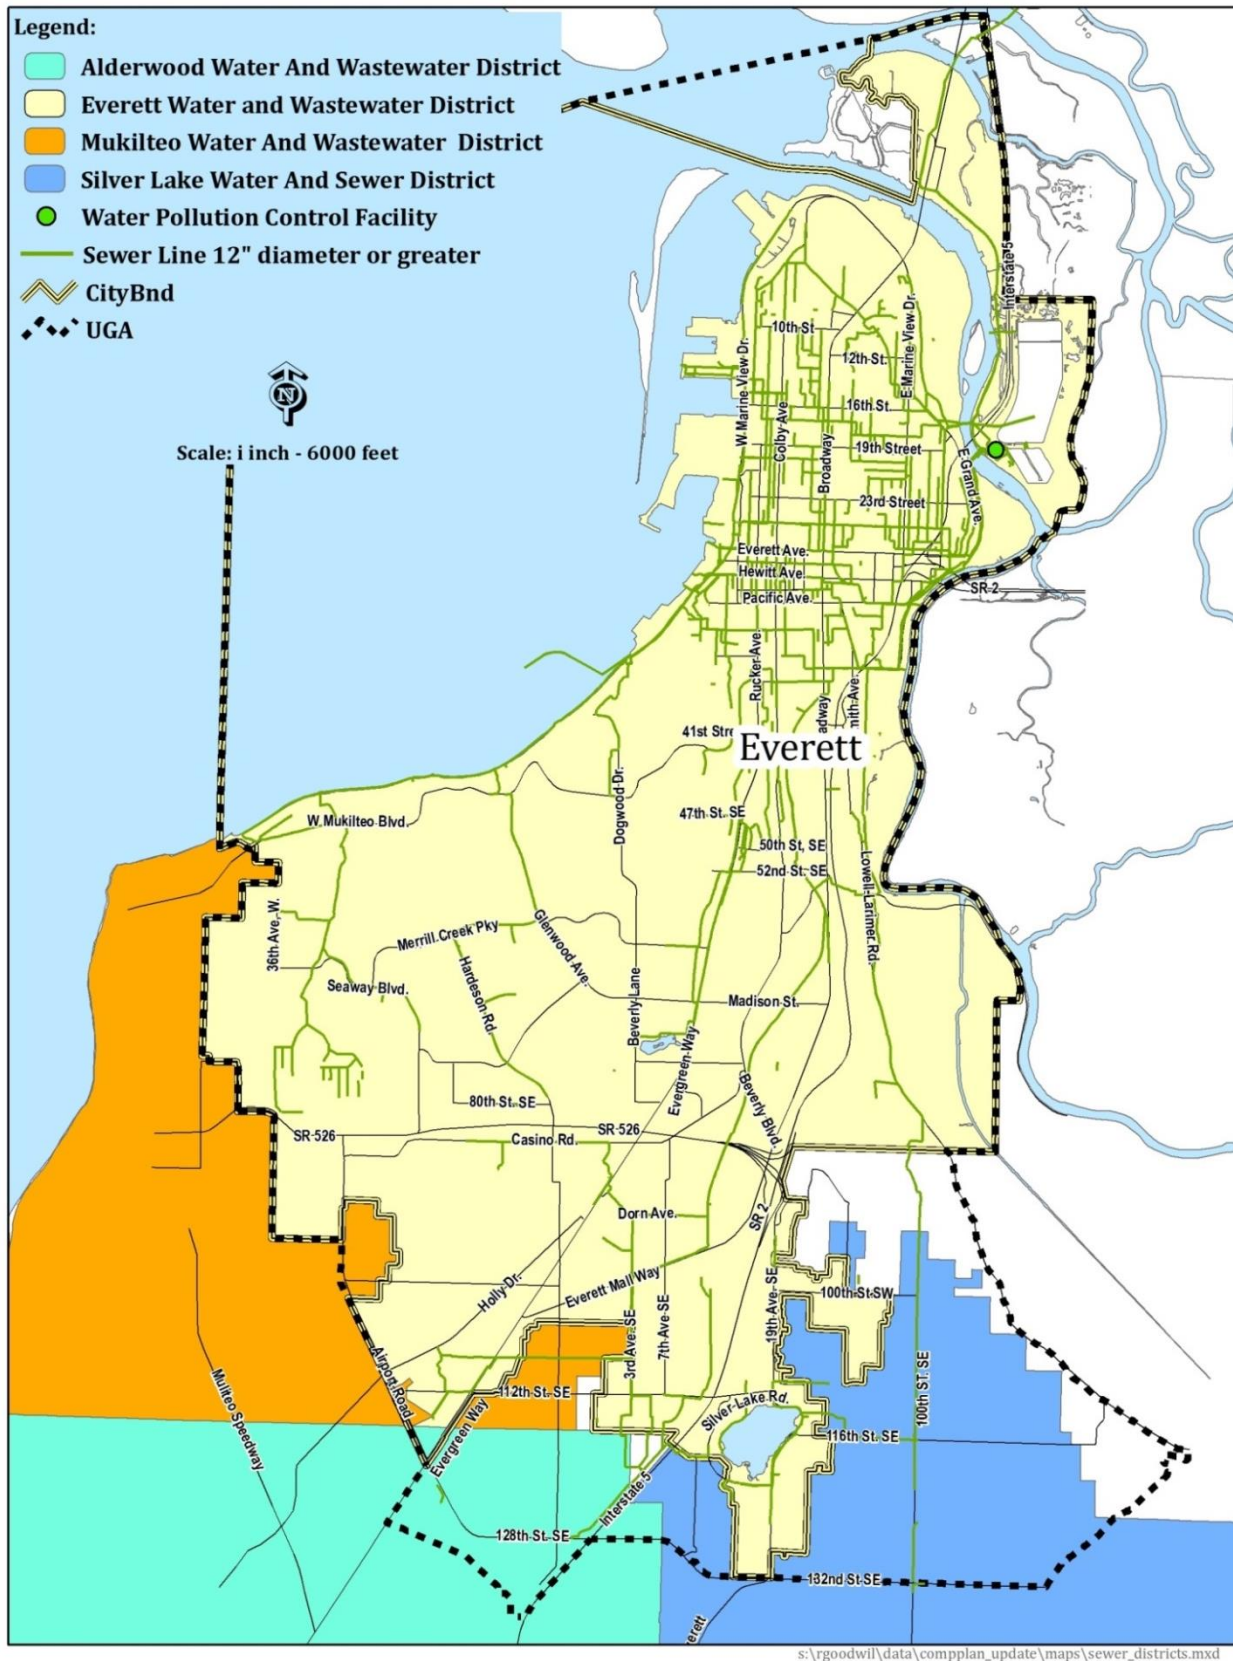 Legend:
Alderwood Water And Wastewater District
Everett Water and Wastewater District
Mukilteo Water And Wastewater  District
Silver Lake Water And Sewer District
Water Pollution Control Facility
Sewer Line 12" diameter or greater
CityBnd
UGA
N
Scale: i inch - 6000 feet
Interstate 5
10th St
W Marine View Dr.
E Marine View Dr.
12th St.
Colby Ave
16th St.
Broadway
19th Street
E Grand Ave.
23rd Street
Everett Ave.
Hewitt Ave.
Pacific Ave.
SR 2
Rucker Ave.
adway
mith Ave.
41st Stre
Everett
Dogwood Dr.
47th St. SE
W Mukilteo Blvd.
50th St, SE
52nd St. SE
Lowell-Larimer Rd.
36th Ave, W.
Merrill Creek Pky
Glenwood Ave.
Seaway Blvd.
Hardeson Rd.
Beverly Lane
Madison St.
Evergreen Way
Beverly Blvd.
80th St. SE
SR 526
Casino Rd.
SR 526
Dorn Ave.
SR 2
Holly Dr.
Everett Mall Way
19th Ave. SE
100th St SW
3rd Ave. SE
7th Ave SE
Airport Road
112th St. SE
100th ST. SE
Silver Lake Rd.
Muilteo Speedway
Evergreen Way
116th St. SE
Interstate 5
128th St. SE
132nd St SE
erett
s:\rgoodwil\data\compplan_update\maps\sewer_districts.mxd